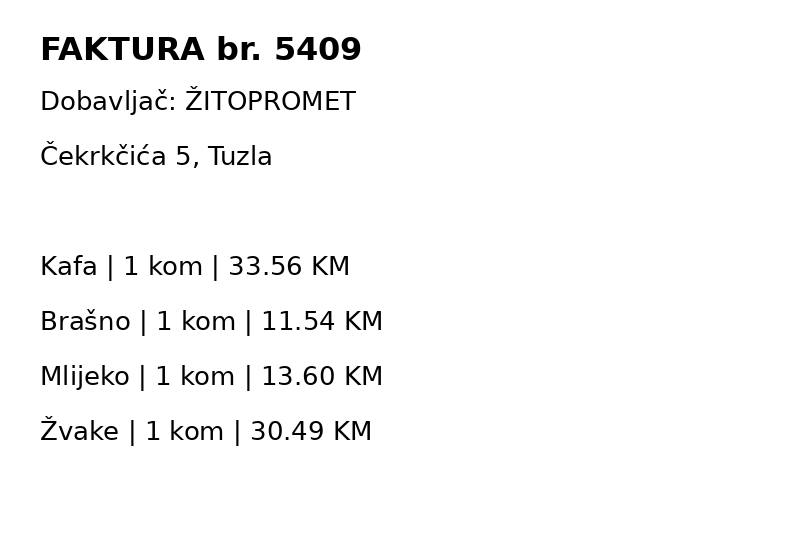 FAKTURA br. 5409
Dobavljač: ŽITOPROMET
Čekrkčića 5, Tuzla
Kafa | 1 kom | 33.56 KM
Brašno | 1 kom | 11.54 KM
Mlijeko | 1 kom | 13.60 KM
Žvake | 1 kom | 30.49 KM